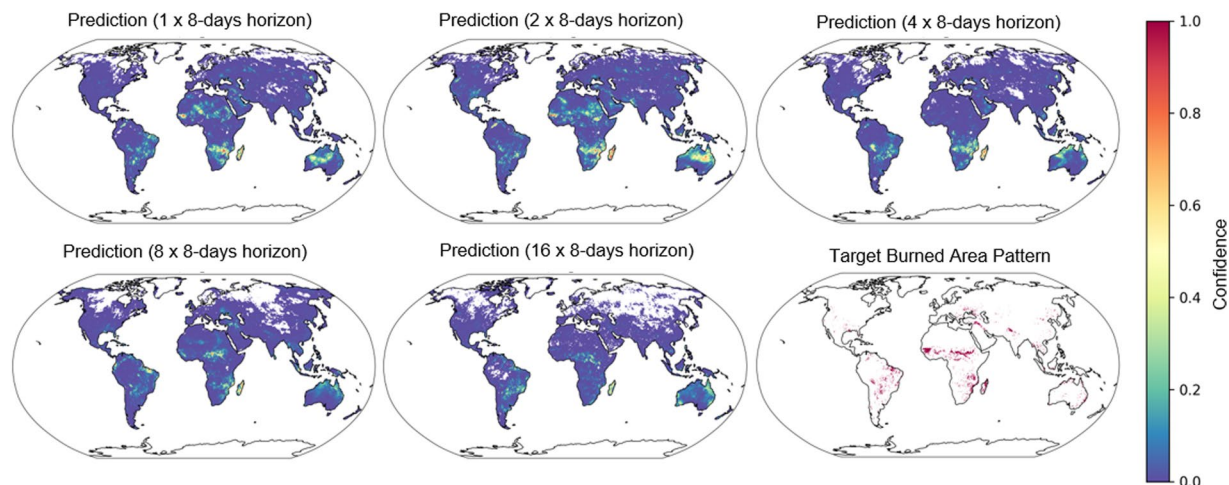 Prediction (1 x 8-days horizon)
Prediction (2 x 8-days horizon)
Prediction (4 x 8-days horizon)
Prediction (8 x 8-days horizon)
Prediction (16 x 8-days horizon)
Target Burned Area Pattern
1.0
0.8
0.6
0.4
0.2
0.0
Confidence